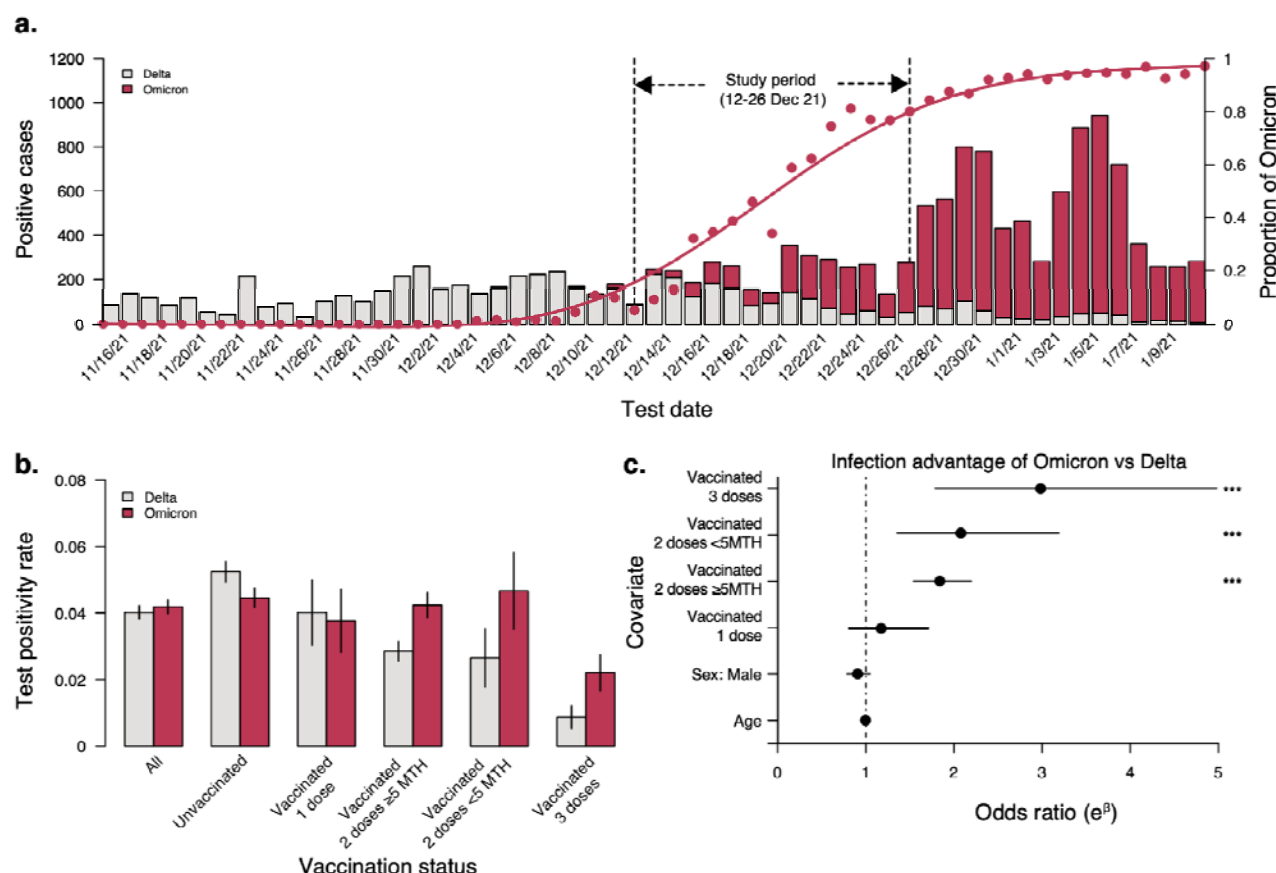 a.
1200
1000
800
600
400
200
0
Positive cases
Delta
Omicron
Study period
(12-26 Dec 21)
1
0.8
0.6
0.4
0.2
0
Proportion of Omicron
11/16/21
11/18/21
11/20/21
11/22/21
11/24/21
11/26/21
11/28/21
11/30/21
12/2/21
12/4/21
12/6/21
12/8/21
12/10/21
12/12/21
12/14/21
12/16/21
12/18/21
12/20/21
12/22/21
12/24/21
12/26/21
12/28/21
12/30/21
1/1/21
1/3/21
1/5/21
1/7/21
1/9/21
Test date
b.
0.08
0.06
0.04
0.02
0
Test positivity rate
Delta
Omicron
All
Unvaccinated
Vaccinated
1 dose
Vaccinated
2 doses ≥5 MTH
Vaccinated
2 doses <5 MTH
Vaccinated
3 doses
Vaccination status
c.
Infection advantage of Omicron vs Delta
Covariate
Vaccinated
3 doses
***
Vaccinated
2 doses <5MTH
***
Vaccinated
2 doses ≥5MTH
***
Vaccinated
1 dose
Sex: Male
Age
0
1
2
3
4
5
Odds ratio (e^β)